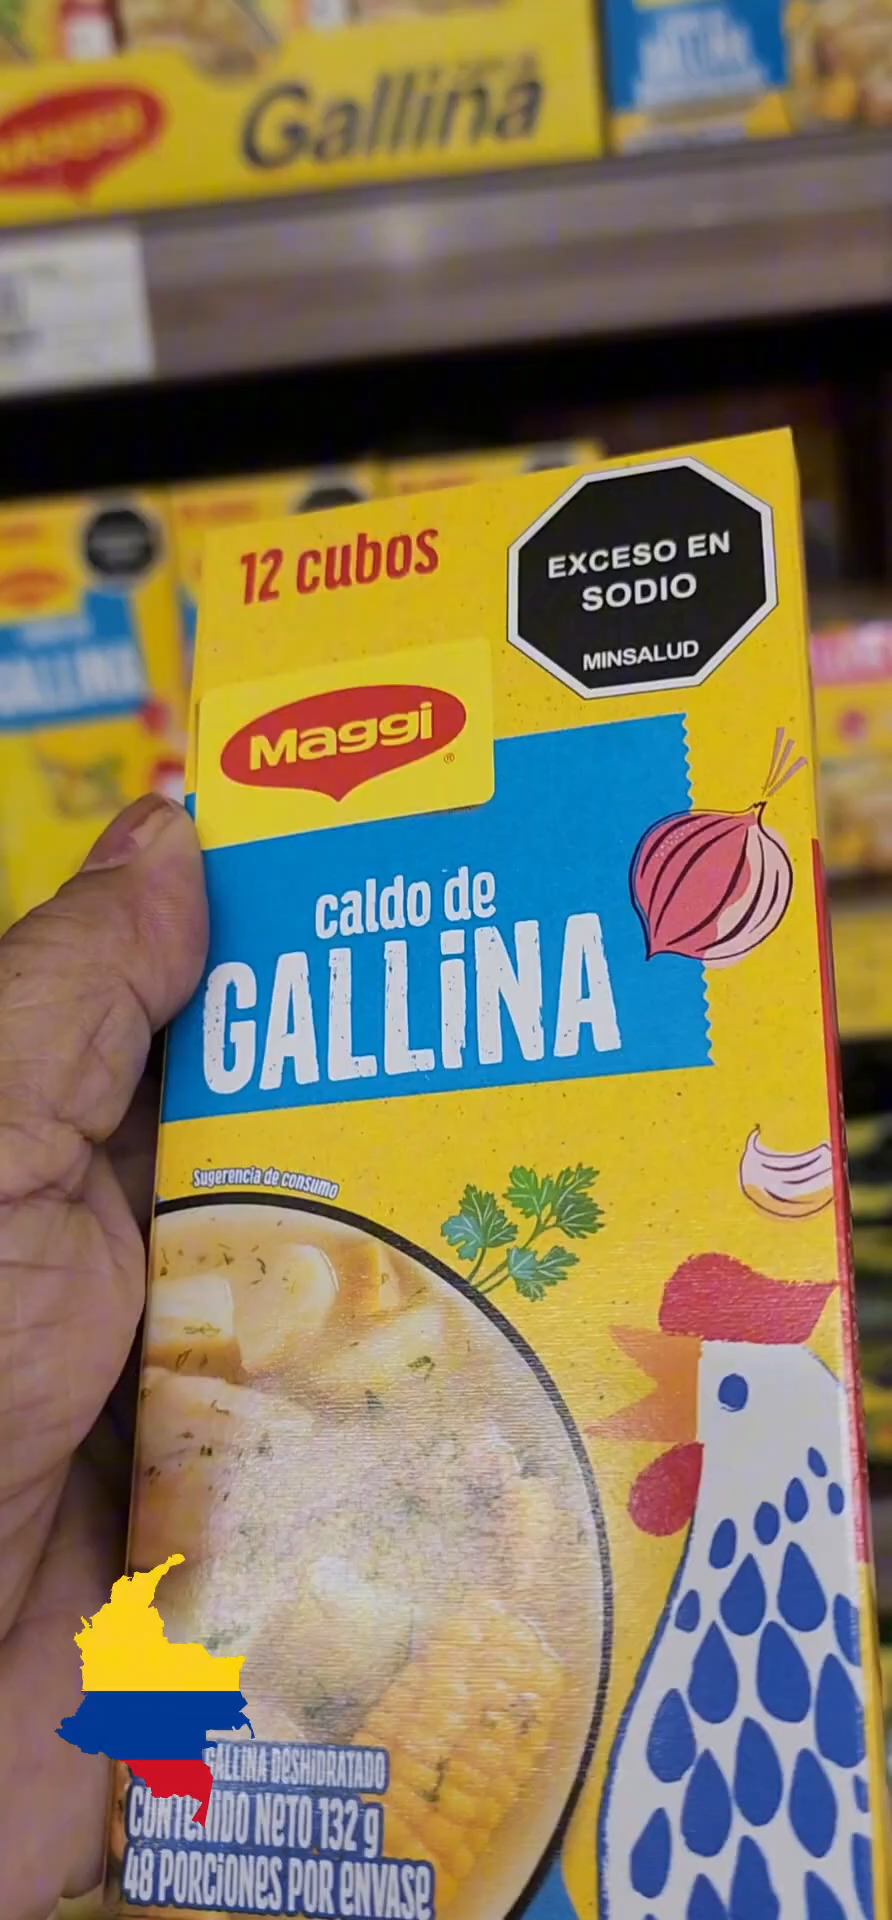 Gallina
12 cubos
EXCESO EN
SODIO
MINSALUD
Maggi
®
caldo de
GALLiNA
Sugerencia de consumo
GALLINA DESHIDRATADO
CONTENIDO NETO 132 g
48 PORCIONES POR ENVASE